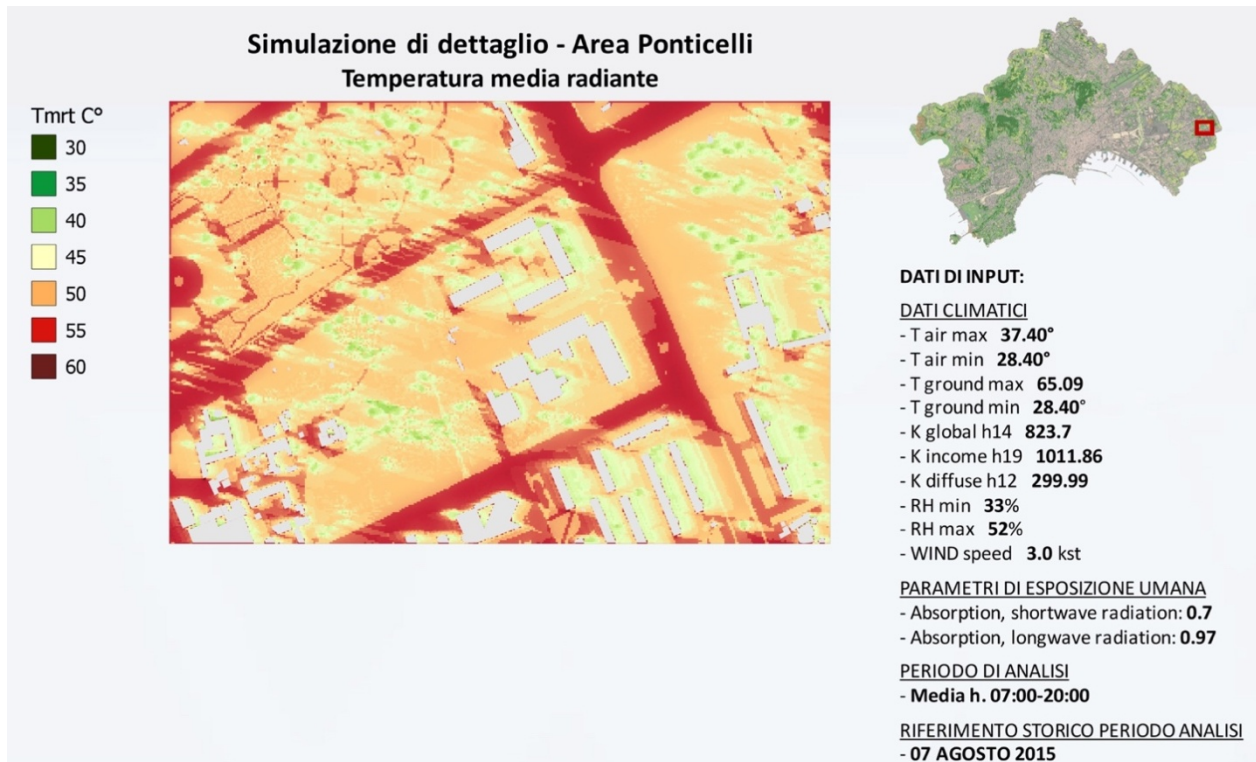 Simulazione di dettaglio - Area Ponticelli
Temperatura media radiante
Tmrt C°
30
35
40
45
50
55
60
DATI DI INPUT:
DATI CLIMATICI
- T air max 37.40°
- T air min 28.40°
- T ground max 65.09
- T ground min 28.40°
- K global h14 823.7
- K income h19 1011.86
- K diffuse h12 299.99
- RH min 33%
- RH max 52%
- WIND speed 3.0 kst
PARAMETRI DI ESPOSIZIONE UMANA
- Absorption, shortwave radiation: 0.7
- Absorption, longwave radiation: 0.97
PERIODO DI ANALISI
- Media h. 07:00-20:00
RIFERIMENTO STORICO PERIODO ANALISI
- 07 AGOSTO 2015